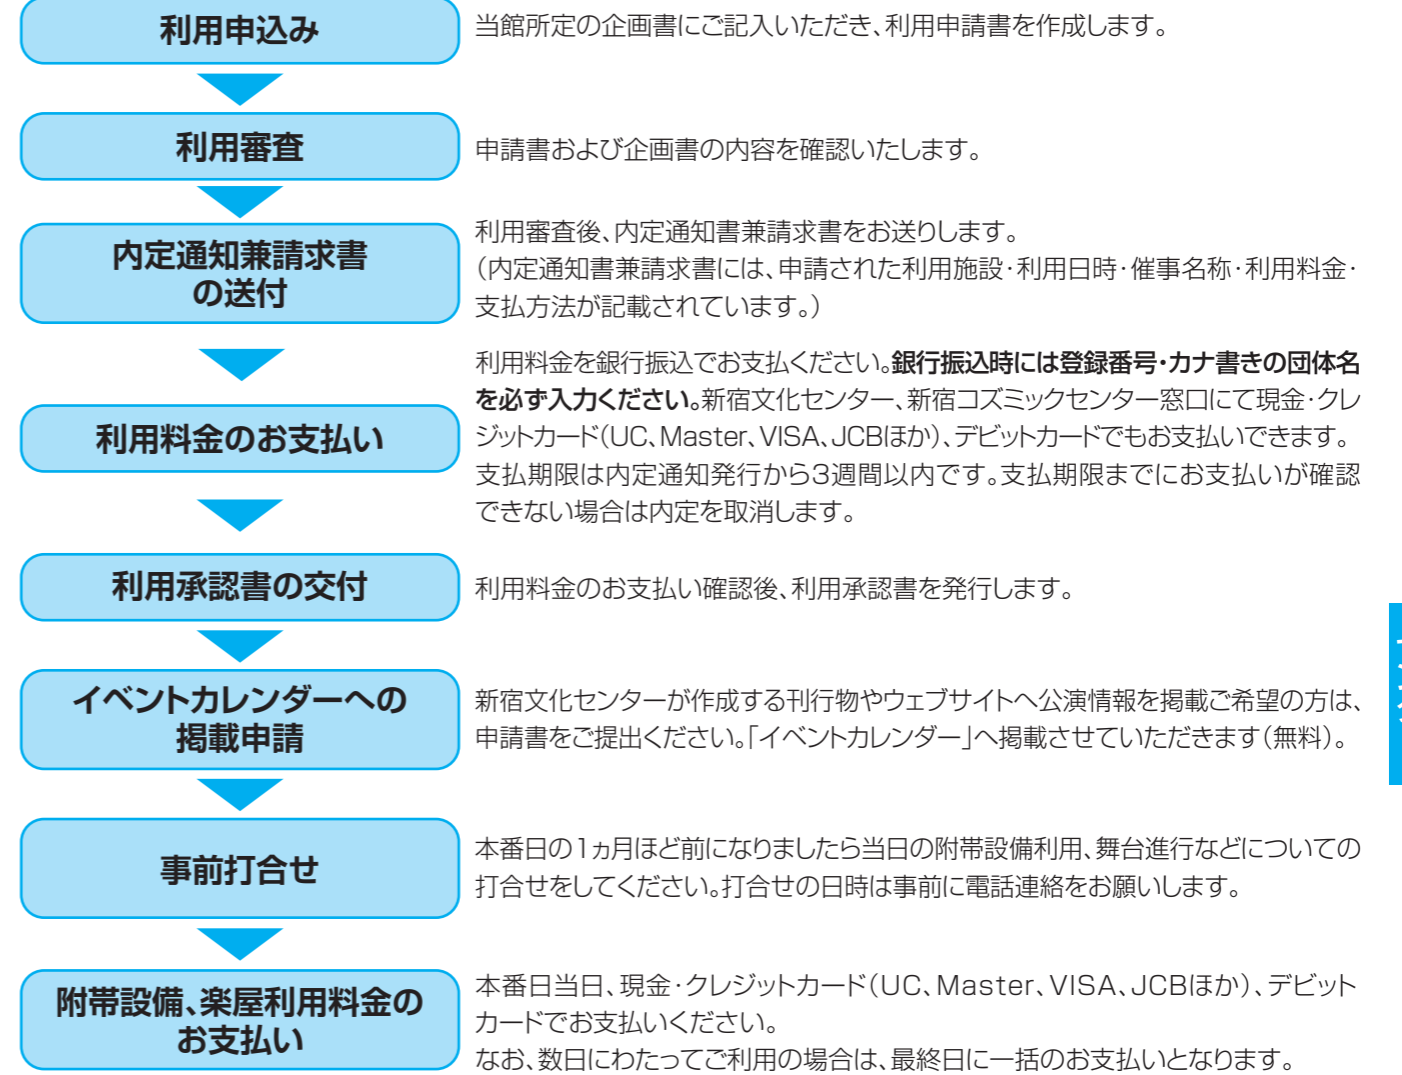 利用申込み
当館所定の企画書にご記入いただき、利用申請書を作成します。
利用審査
申請書および企画書の内容を確認いたします。
内定通知兼請求書
の送付
利用審査後、内定通知書兼請求書をお送りします。
（内定通知書兼請求書には、申請された利用施設・利用日時・催事名称・利用料金・
支払方法が記載されています。）
利用料金のお支払い
利用料金を銀行振込でお支払ください。銀行振込時には登録番号・カナ書きの団体名
を必ず入力ください。新宿文化センター、新宿コズミックセンター窓口にて現金・クレ
ジットカード（UC、Master、VISA、JCBほか）、デビットカードでもお支払いできます。
支払期限は内定通知発行から3週間以内です。支払期限までにお支払いが確認
できない場合は内定を取消します。
利用承認書の交付
利用料金のお支払い確認後、利用承認書を発行します。
イベントカレンダーへの
掲載申請
新宿文化センターが作成する刊行物やウェブサイトへ公演情報を掲載ご希望の方は、
申請書をご提出ください。「イベントカレンダー」へ掲載させていただきます（無料）。
事前打合せ
本番日の1ヵ月ほど前になりましたら当日の附帯設備利用、舞台進行などについての
打合せをしてください。打合せの日時は事前に電話連絡をお願いします。
附帯設備、楽屋利用料金の
お支払い
本番日当日、現金・クレジットカード（UC、Master、VISA、JCBほか）、デビット
カードでお支払いください。
なお、数日にわたってご利用の場合は、最終日に一括のお支払いとなります。